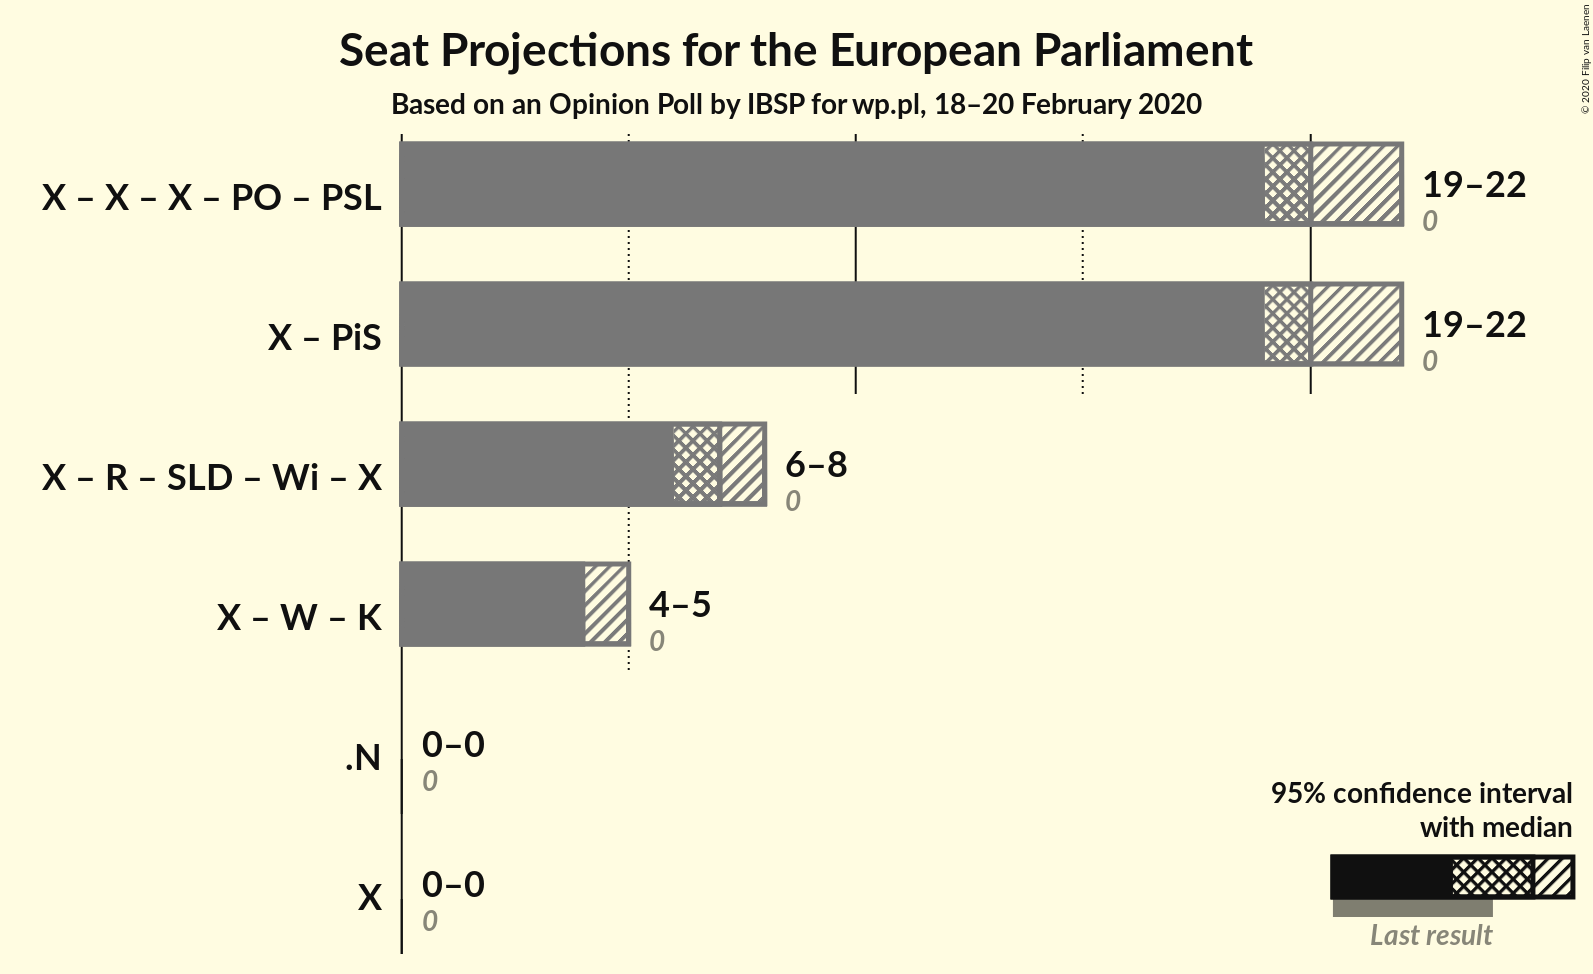 Seat Projections for the European Parliament
Based on an Opinion Poll by IBSP for wp.pl, 18–20 February 2020
© 2020 Filip van Laenen
X – X – X – PO – PSL
19–22
0
X – PiS
19–22
0
X – R – SLD – Wi – X
6–8
0
X – W – K
4–5
0
.N
0–0
0
X
0–0
0
95% confidence interval
with median
Last result